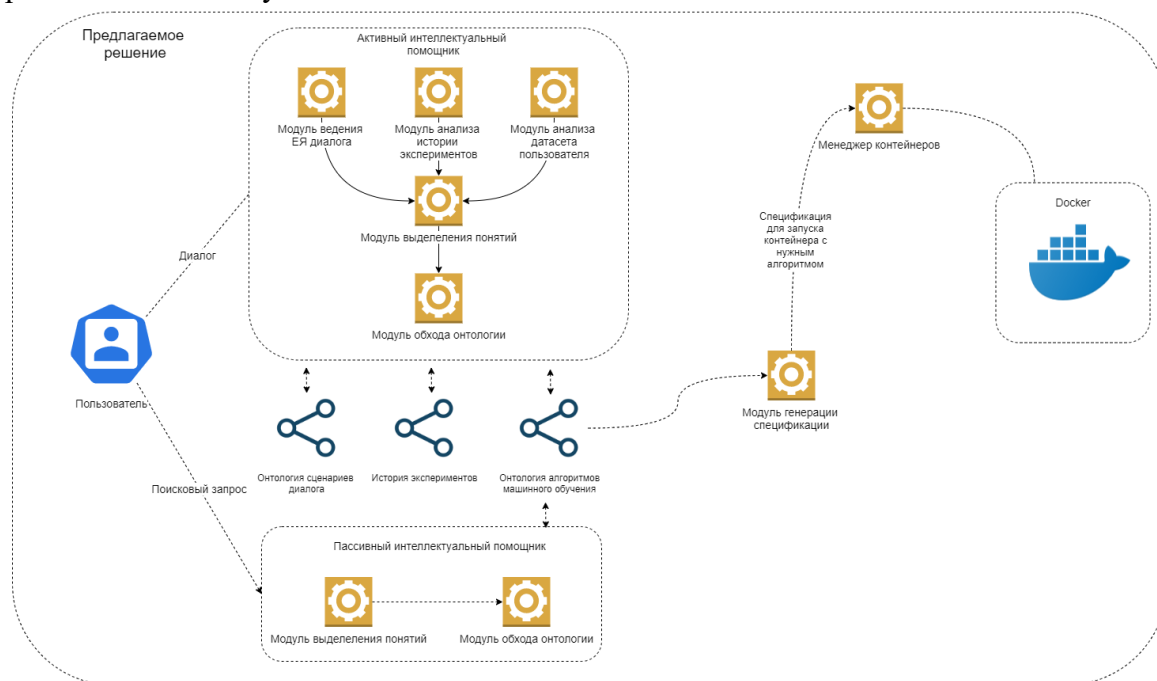 Предлагаемое
решение
Активный интеллектуальный
помощник
Модуль ведения
ЕЯ диалога
Модуль анализа
истории
экспериментов
Модуль анализа
датасета
пользователя
Модуль выделеления понятий
Модуль обхода онтологии
Диалог
Пользователь
Поисковый запрос
Онтология сценариев
диалога
История экспериментов
Онтология алгоритмов
машинного обучения
Пассивный интеллектуальный помощник
Модуль выделеления понятий
Модуль обхода онтологии
Менеджер контейнеров
Спецификация
для запуска
контейнера с
нужным
алгоритмом
Модуль генерации
спецификации
Docker